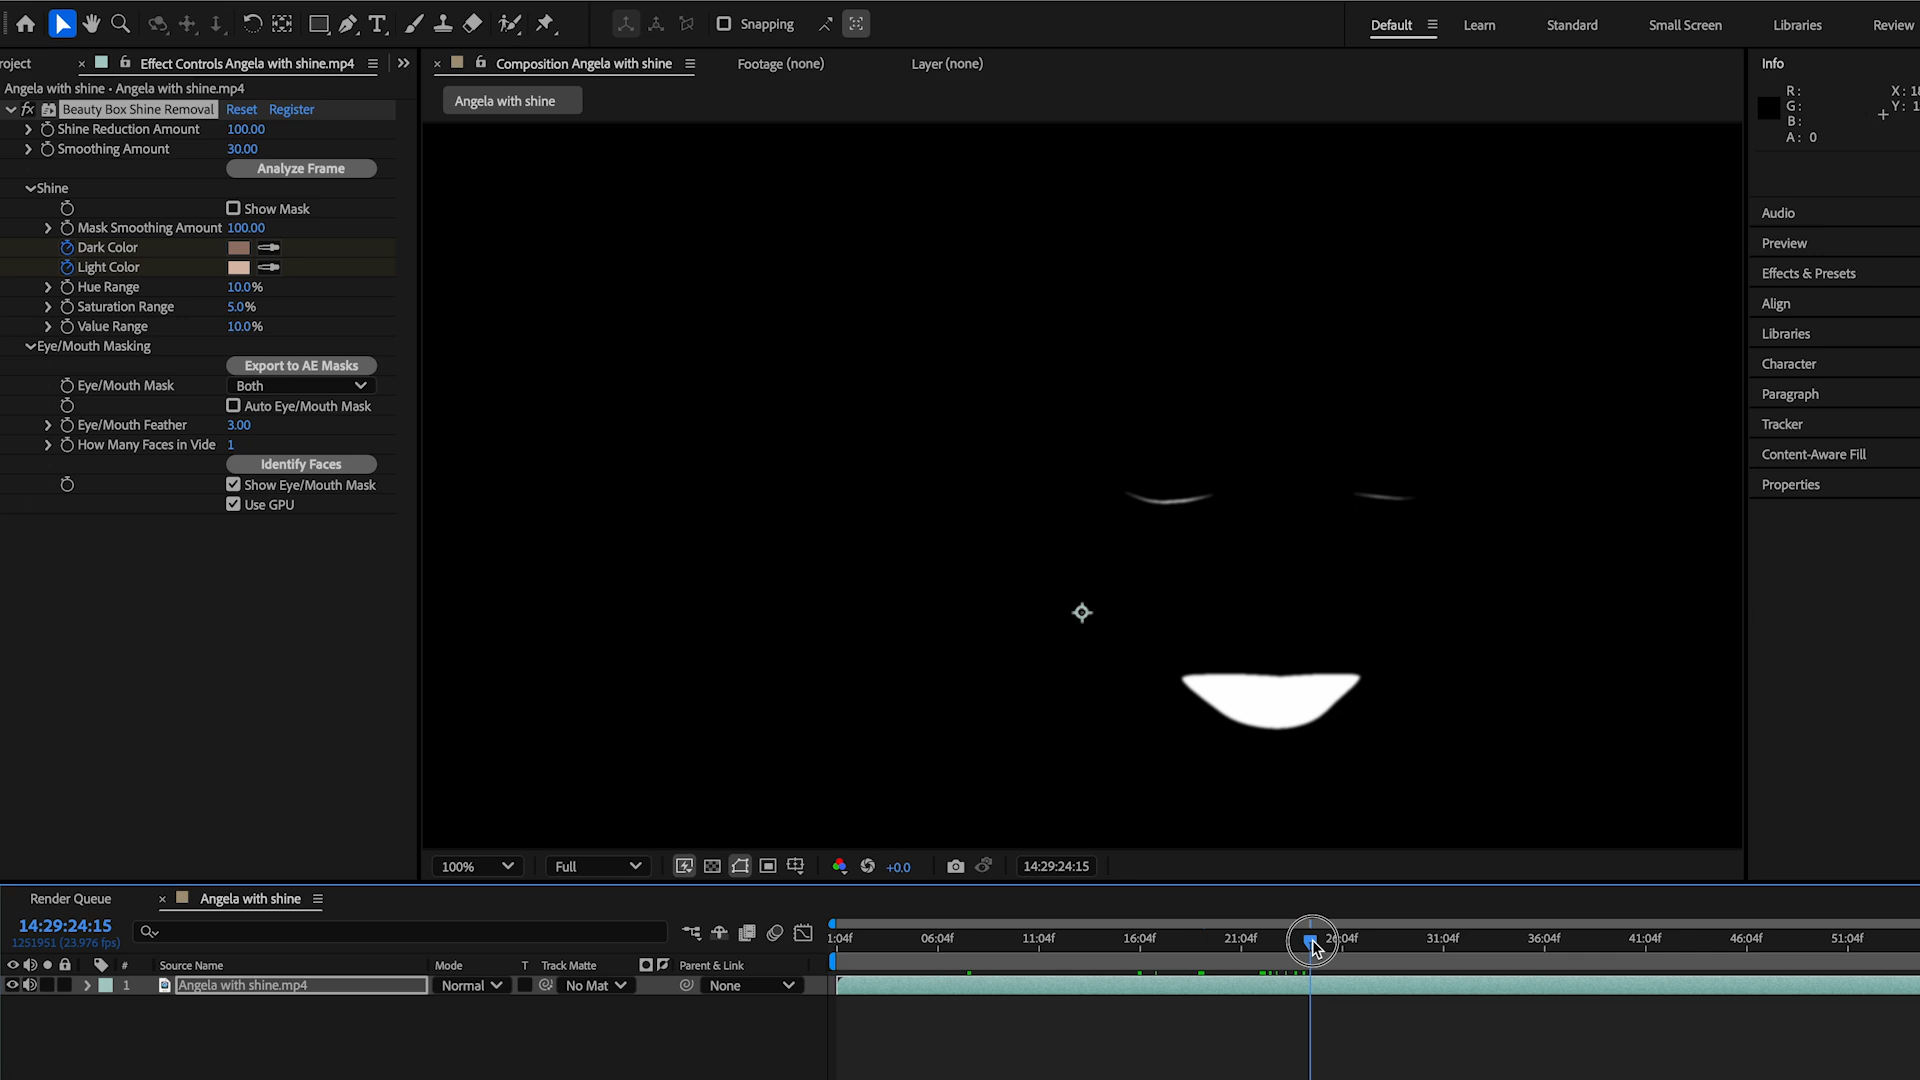 T Snapping Default Learn Standard Small Screen Libraries Review
roject × Effect Controls Angela with shine.mp4 × Composition Angela with shine Footage (none) Layer (none) Info
Angela with shine • Angela with shine.mp4
Angela with shine
R: X: 18
G: Y: 1
B:
A: 0
fx Beauty Box Shine Removal Reset Register
Shine Reduction Amount 100.00
Smoothing Amount 30.00
Analyze Frame
Shine
Show Mask
Mask Smoothing Amount 100.00
Dark Color
Light Color
Hue Range 10.0%
Saturation Range 5.0%
Value Range 10.0%
Eye/Mouth Masking
Export to AE Masks
Eye/Mouth Mask Both
Auto Eye/Mouth Mask
Eye/Mouth Feather 3.00
How Many Faces in Vide 1
Identify Faces
Show Eye/Mouth Mask
Use GPU
Audio
Preview
Effects & Presets
Align
Libraries
Character
Paragraph
Tracker
Content-Aware Fill
Properties
100% Full +0.0 14:29:24:15
Render Queue × Angela with shine
14:29:24:15
1251951 (23.976 fps)
1:04f 06:04f 11:04f 16:04f 21:04f 26:04f 31:04f 36:04f 41:04f 46:04f 51:04f
# Source Name Mode T Track Matte Parent & Link
1 Angela with shine.mp4 Normal No Mat None